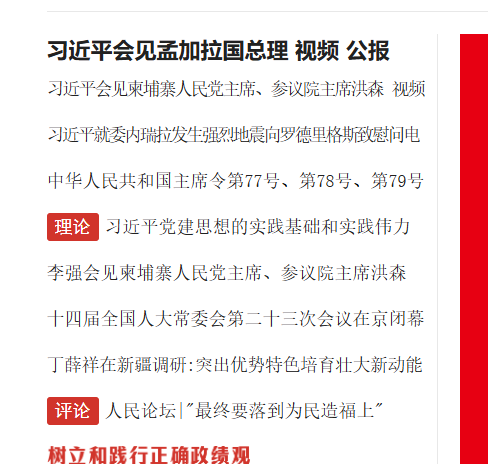 习近平会见孟加拉国总理 视频 公报
习近平会见柬埔寨人民党主席、参议院主席洪森 视频
习近平就委内瑞拉发生强烈地震向罗德里格斯致慰问电
中华人民共和国主席令第77号、第78号、第79号
理论 习近平党建思想的实践基础和实践伟力
李强会见柬埔寨人民党主席、参议院主席洪森
十四届全国人大常委会第二十三次会议在京闭幕
丁薛祥在新疆调研:突出优势特色培育壮大新动能
评论 人民论坛|"最终要落到为民造福上"
树立和践行正确政绩观